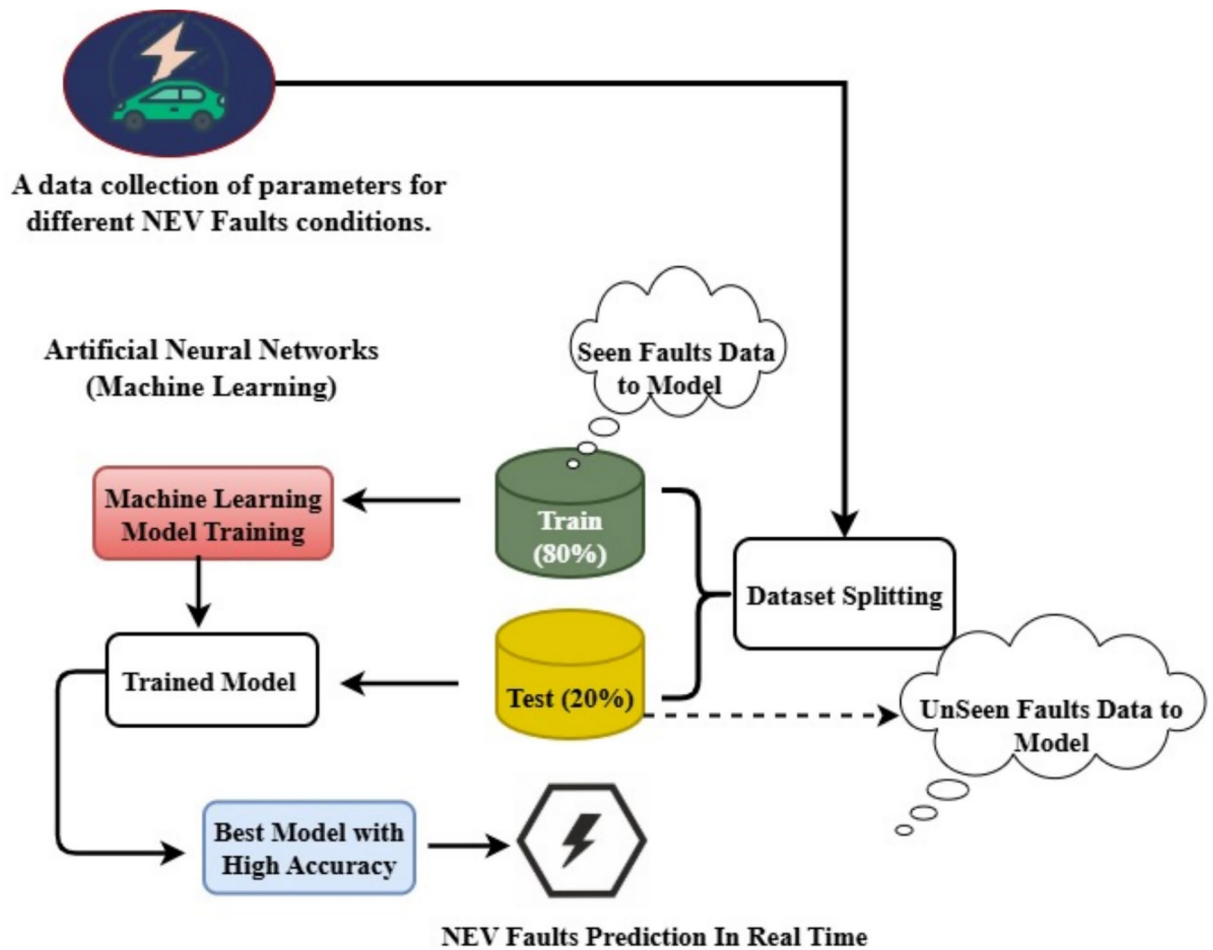 A data collection of parameters for
different NEV Faults conditions.
Seen Faults Data
to Model
Artificial Neural Networks
(Machine Learning)
Machine Learning
Model Training
Train
(80%)
Dataset Splitting
Trained Model
Test (20%)
UnSeen Faults Data to
Model
Best Model with
High Accuracy
NEV Faults Prediction In Real Time